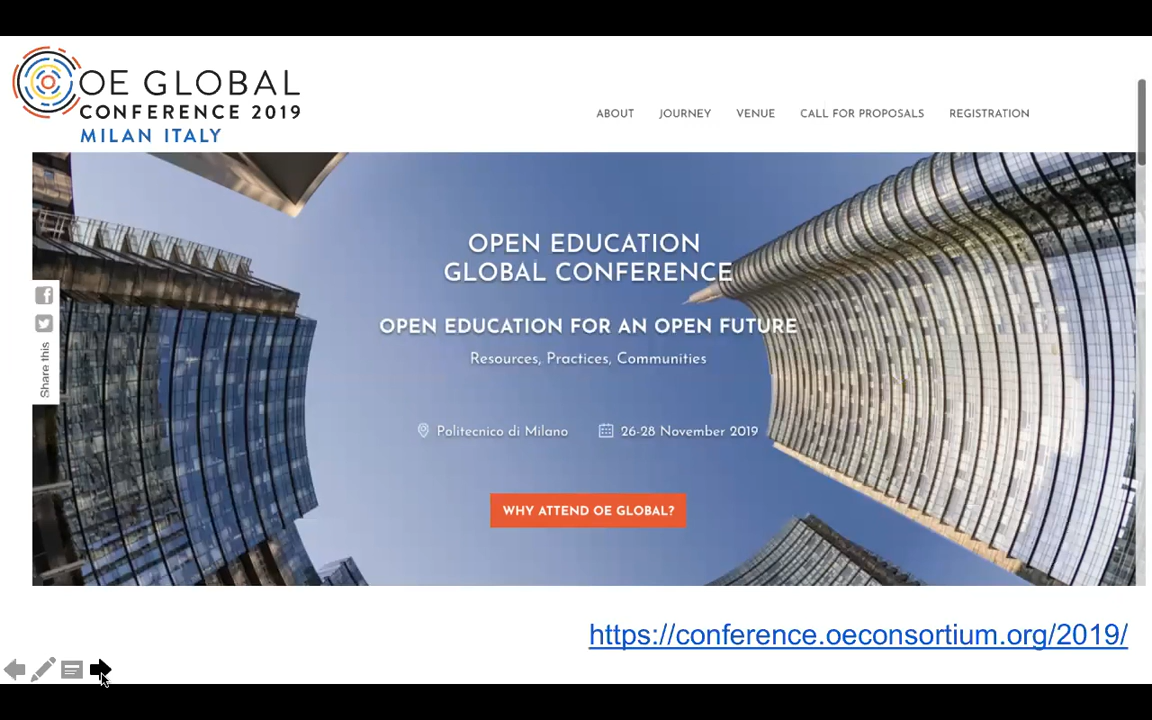 OE GLOBAL
CONFERENCE 2019
MILAN ITALY
ABOUT JOURNEY VENUE CALL FOR PROPOSALS REGISTRATION
OPEN EDUCATION
GLOBAL CONFERENCE
OPEN EDUCATION FOR AN OPEN FUTURE
Resources, Practices, Communities
Share this
Politecnico di Milano 26-28 November 2019
WHY ATTEND OE GLOBAL?
https://conference.oeconsortium.org/2019/